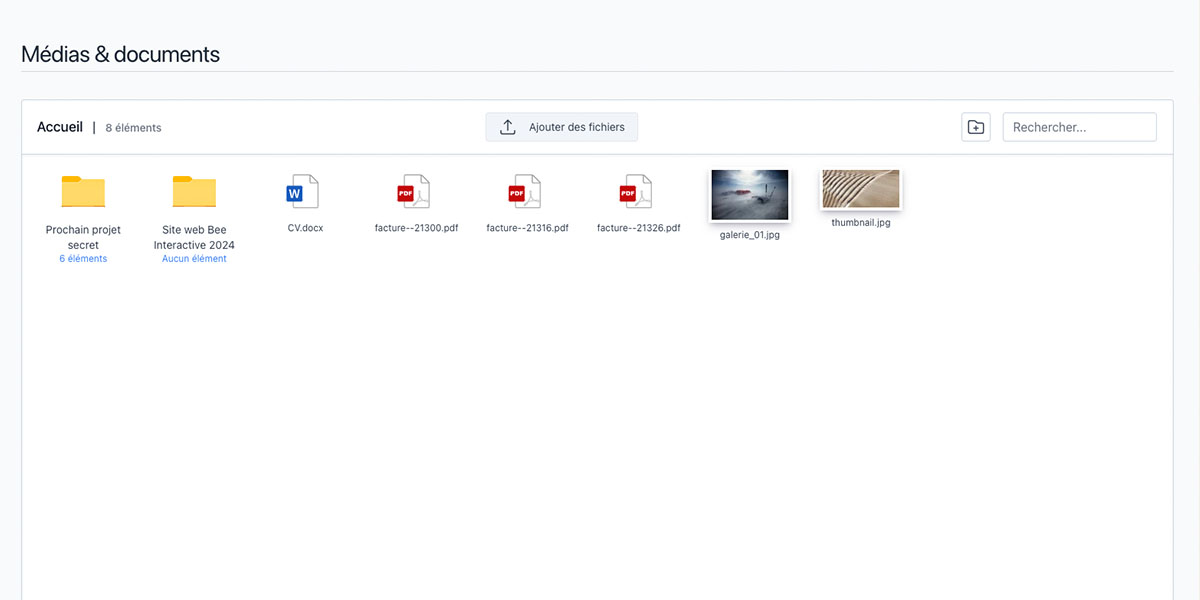 Médias & documents
Accueil | 8 éléments
Ajouter des fichiers
Rechercher...
Prochain projet
secret
6 éléments
Site web Bee
Interactive 2024
Aucun élément
W
CV.docx
PDF
facture--21300.pdf
PDF
facture--21316.pdf
PDF
facture--21326.pdf
galerie_01.jpg
thumbnail.jpg